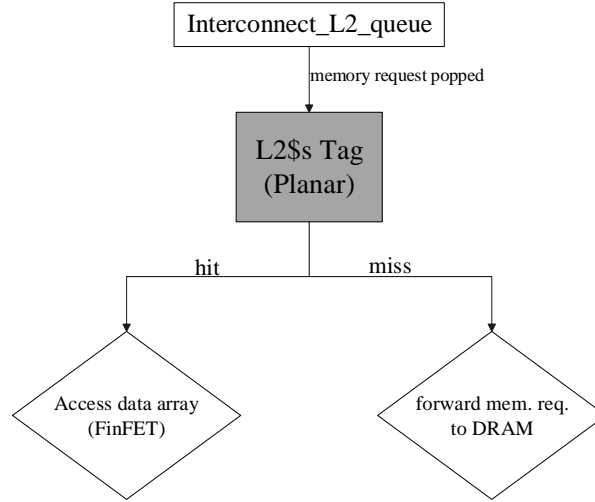 Interconnect_L2_queue
memory request popped
L2$s Tag
(Planar)
hit
miss
Access data array
(FinFET)
forward mem. req.
to DRAM